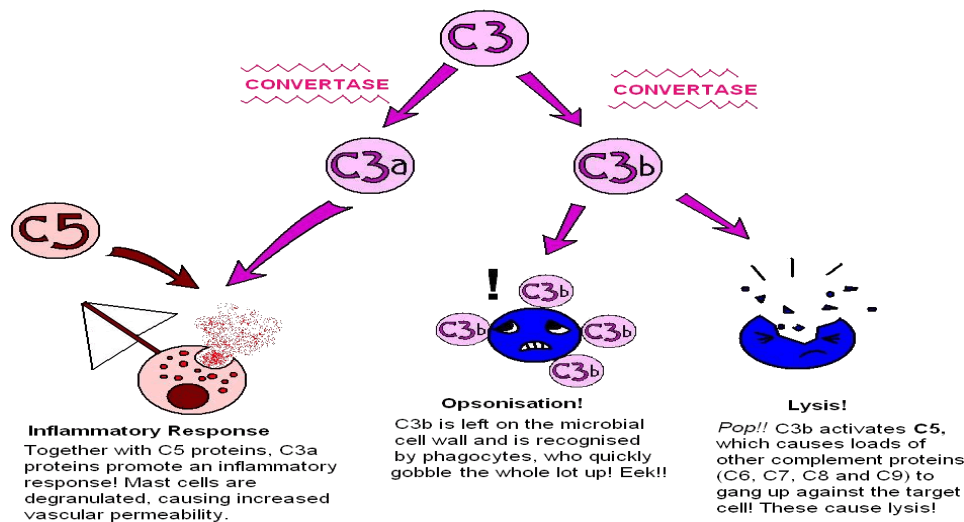 C3
CONVERTASE
CONVERTASE
C3a
C3b
C5
!
C3b
C3b
C3b
C3b
Inflammatory Response
Together with C5 proteins, C3a
proteins promote an inflammatory
response! Mast cells are
degranulated, causing increased
vascular permeability.
Opsonisation!
C3b is left on the microbial
cell wall and is recognised
by phagocytes, who quickly
gobble the whole lot up! Eek!!
Lysis!
Pop!! C3b activates C5,
which causes loads of
other complement proteins
(C6, C7, C8 and C9) to
gang up against the target
cell! These cause lysis!